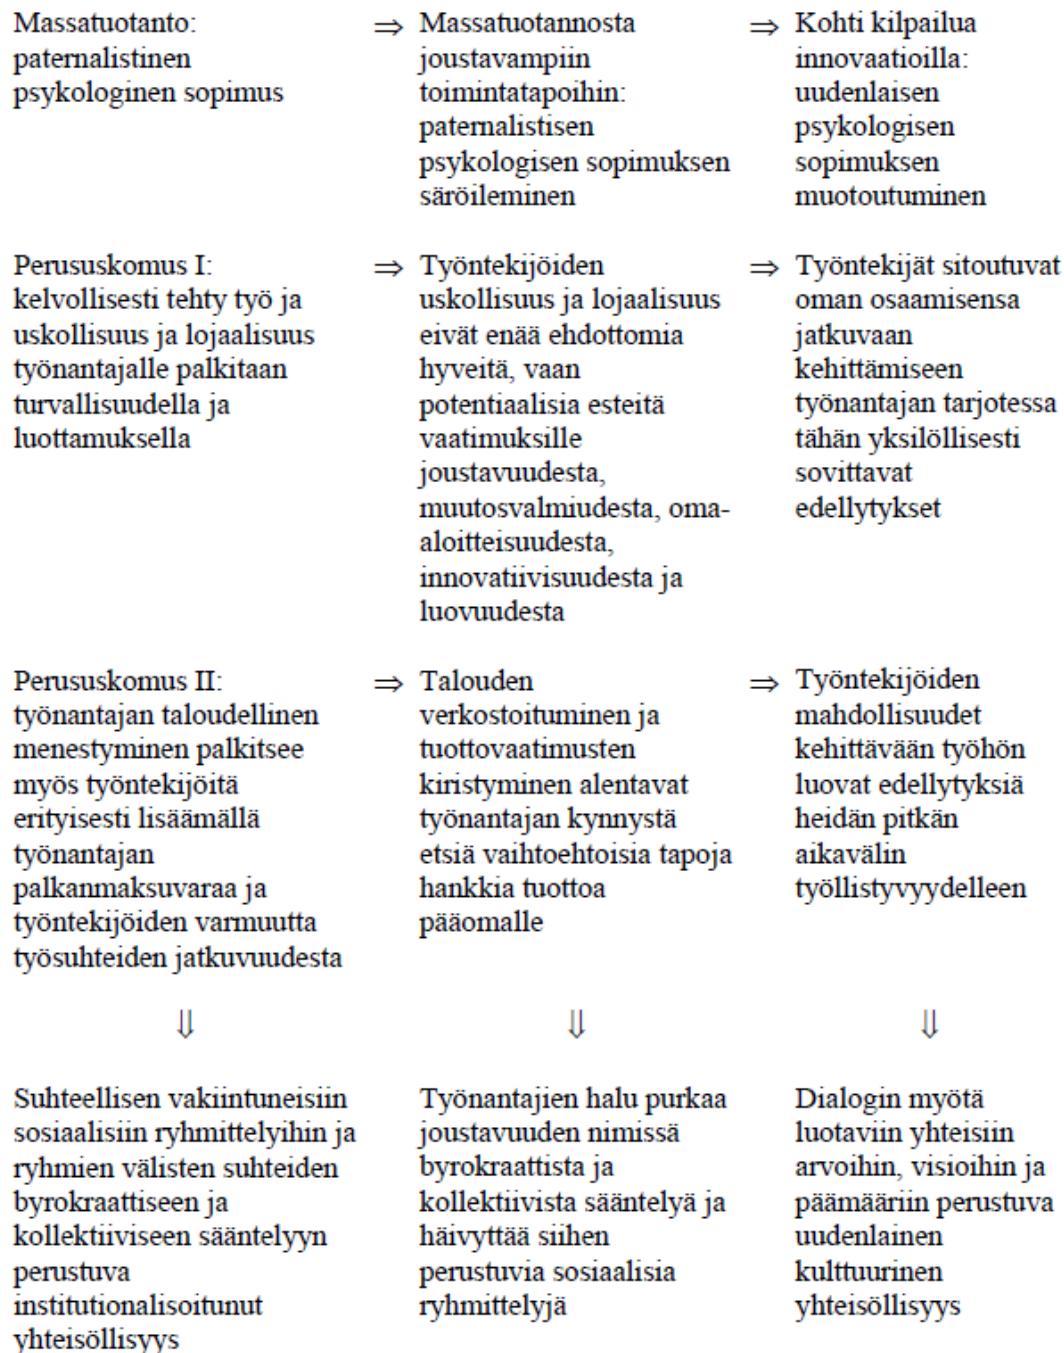 Massatuotanto:
paternalistinen
psykologinen sopimus
⇒ Massatuotannosta
joustavampiin
toimintatapoihin:
paternalistisen
psykologisen sopimuksen
säröileminen
⇒ Kohti kilpailua
innovaatioilla:
uudenlaisen
psykologisen
sopimuksen
muotoutuminen
Perususkomus I:
kelvollisesti tehty työ ja
uskollisuus ja lojaalisuus
työnantajalle palkitaan
turvallisuudella ja
luottamuksella
⇒ Työntekijöiden
uskollisuus ja lojaalisuus
eivät enää ehdottomia
hyveitä, vaan
potentiaalisia esteitä
vaatimuksille
joustavuudesta,
muutosvalmiudesta, oma-
aloitteisuudesta,
innovatiivisuudesta ja
luovuudesta
⇒ Työntekijät sitoutuvat
oman osaamisensa
jatkuvaan
kehittämiseen
työnantajan tarjotessa
tähän yksilöllisesti
sovittavat
edellytykset
Perususkomus II:
työnantajan taloudellinen
menestyminen palkitsee
myös työntekijöitä
erityisesti lisäämällä
työnantajan
palkanmaksuvaraa ja
työntekijöiden varmuutta
työsuhteiden jatkuvuudesta
⇒ Talouden
verkostoituminen ja
tuottovaatimusten
kiristyminen alentavat
työnantajan kynnystä
etsiä vaihtoehtoisia tapoja
hankkia tuottoa
pääomalle
⇒ Työntekijöiden
mahdollisuudet
kehittävään työhön
luovat edellytyksiä
heidän pitkän
aikavälin
työllistyvyydelleen
⇓ ⇓ ⇓
Suhteellisen vakiintuneisiin
sosiaalisiin ryhmittelyihin ja
ryhmien välisten suhteiden
byrokraattiseen ja
kollektiiviseen sääntelyyn
perustuva
institutionalisoitunut
yhteisöllisyys
Työnantajien halu purkaa
joustavuuden nimissä
byrokraattista ja
kollektiivista sääntelyä ja
häivyttää siihen
perustuvia sosiaalisia
ryhmittelyjä
Dialogin myötä
luotaviin yhteisiin
arvoihin, visioihin ja
päämääriin perustuva
uudenlainen
kulttuurinen
yhteisöllisyys